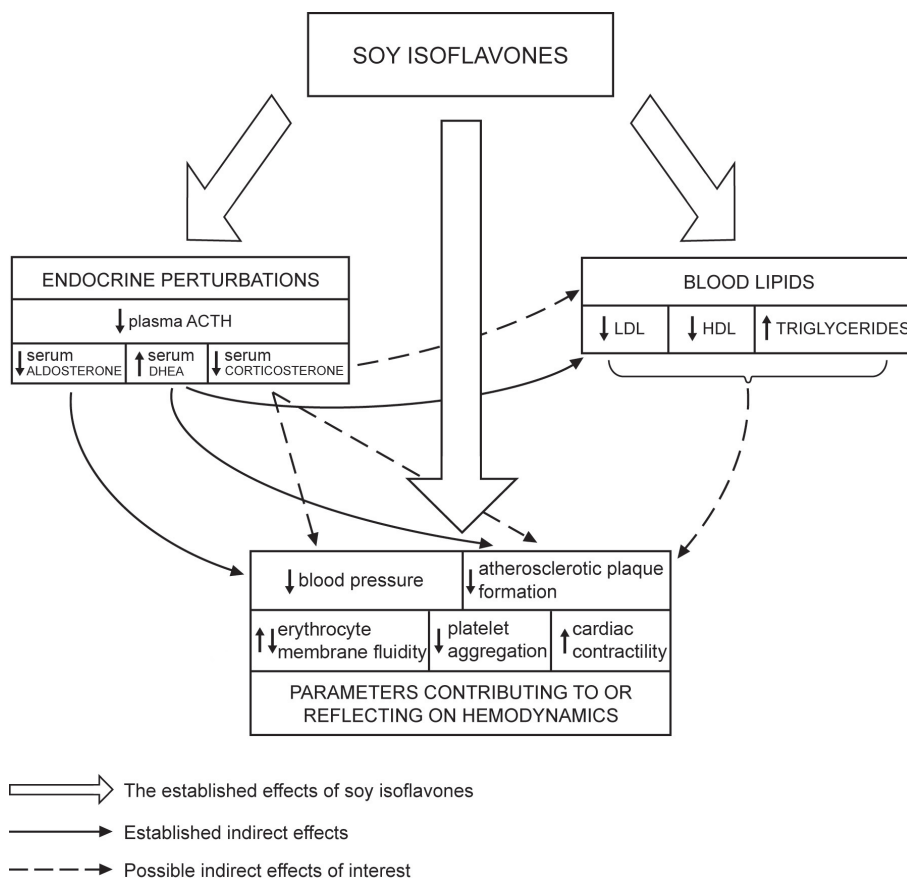 SOY ISOFLAVONES
ENDOCRINE PERTURBATIONS
↓ plasma ACTH
↓ serum ALDOSTERONE
↑ serum DHEA
↓ serum CORTICOSTERONE
BLOOD LIPIDS
↓ LDL
↓ HDL
↑ TRIGLYCERIDES
↓ blood pressure
↓ atherosclerotic plaque
formation
↑↓ erythrocyte
membrane fluidity
↓ platelet
aggregation
↑ cardiac
contractility
PARAMETERS CONTRIBUTING TO OR
REFLECTING ON HEMODYNAMICS
The established effects of soy isoflavones
Established indirect effects
Possible indirect effects of interest